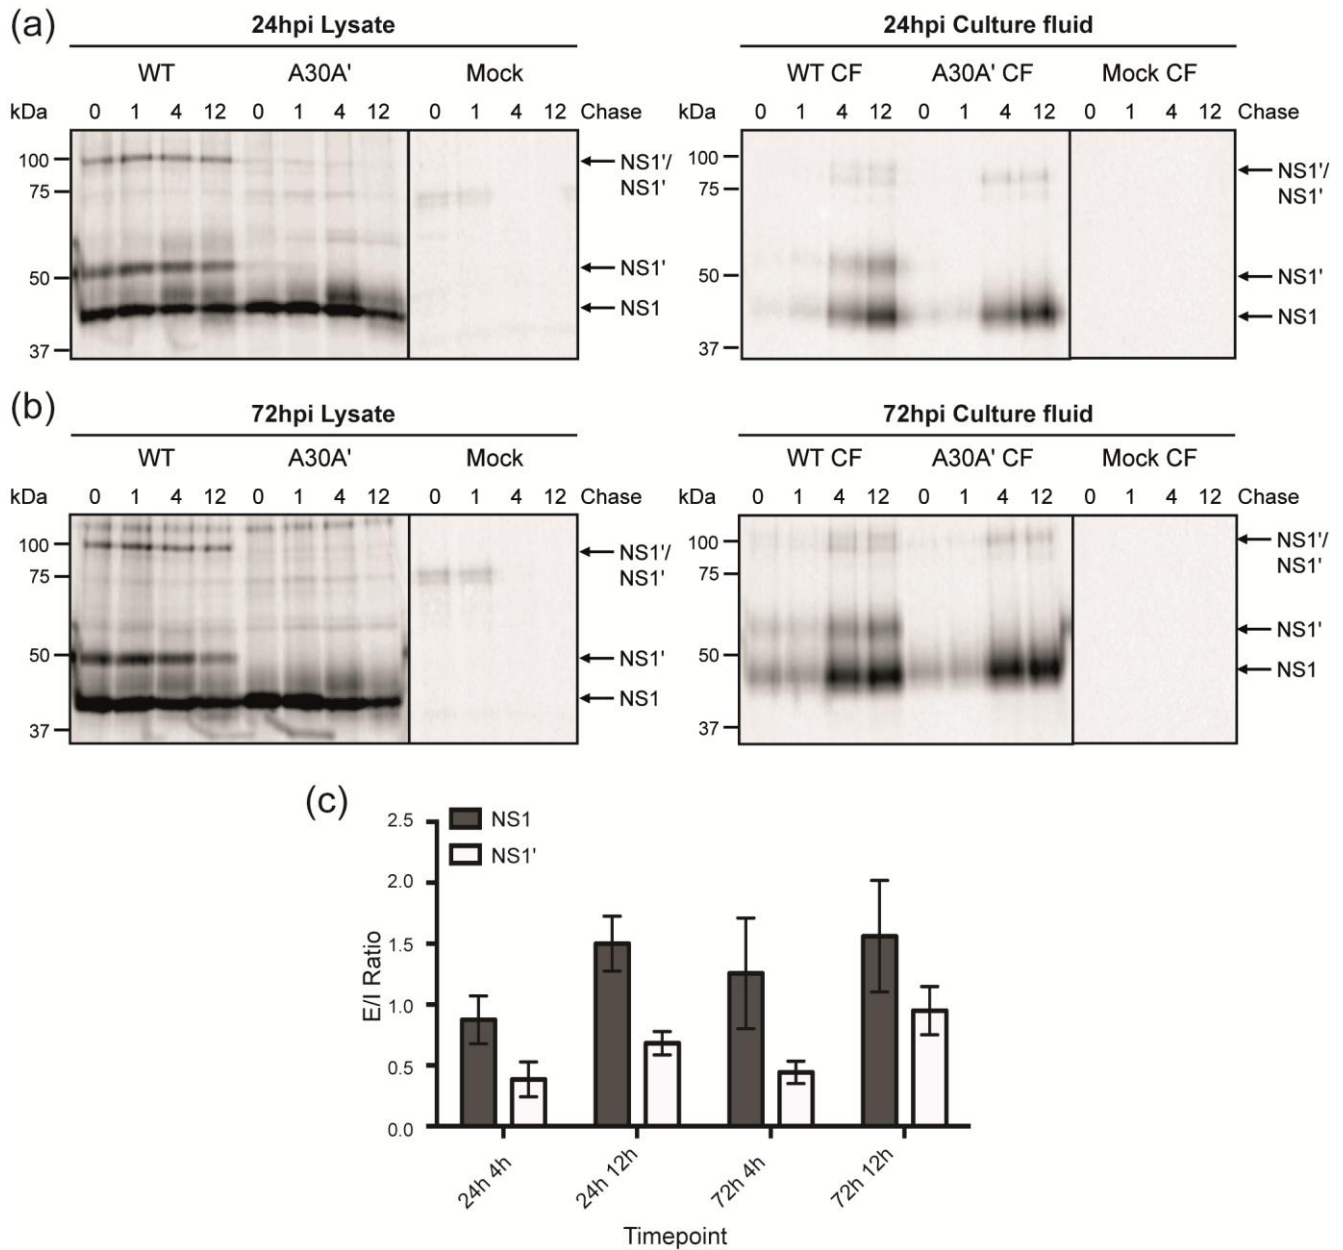 (a)
24hpi Lysate
24hpi Culture fluid
WT A30A' Mock
WT CF A30A' CF Mock CF
kDa 0 1 4 12 0 1 4 12 0 1 4 12 Chase
kDa 0 1 4 12 0 1 4 12 0 1 4 12 Chase
100
75
50
37
NS1'/
NS1'
NS1'
NS1
100
75
50
37
NS1'/
NS1'
NS1'
NS1
(b)
72hpi Lysate
72hpi Culture fluid
WT A30A' Mock
WT CF A30A' CF Mock CF
kDa 0 1 4 12 0 1 4 12 0 1 4 12 Chase
kDa 0 1 4 12 0 1 4 12 0 1 4 12 Chase
100
75
50
37
NS1'/
NS1'
NS1'
NS1
100
75
50
37
NS1'/
NS1'
NS1'
NS1
(c)
NS1
NS1'
2.5
2.0
1.5
1.0
0.5
0.0
E/I Ratio
24h 4h
24h 12h
72h 4h
72h 12h
Timepoint